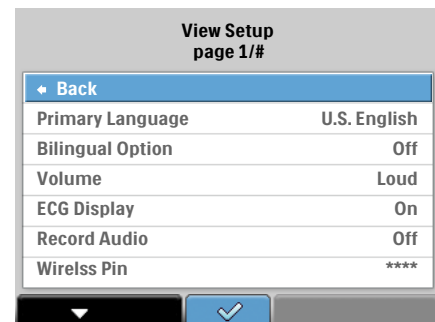 View Setup
page 1/#
Back
Primary Language U.S. English
Bilingual Option Off
Volume Loud
ECG Display On
Record Audio Off
Wirelss Pin ****